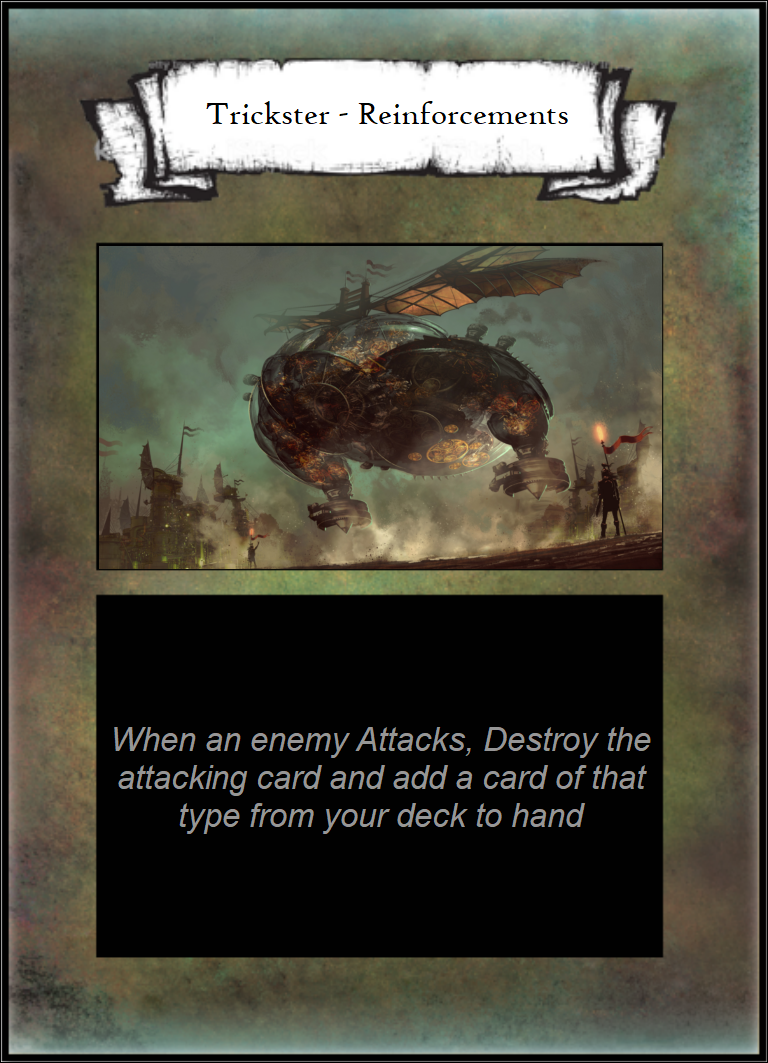 Trickster - Reinforcements
When an enemy Attacks, Destroy the
attacking card and add a card of that
type from your deck to hand